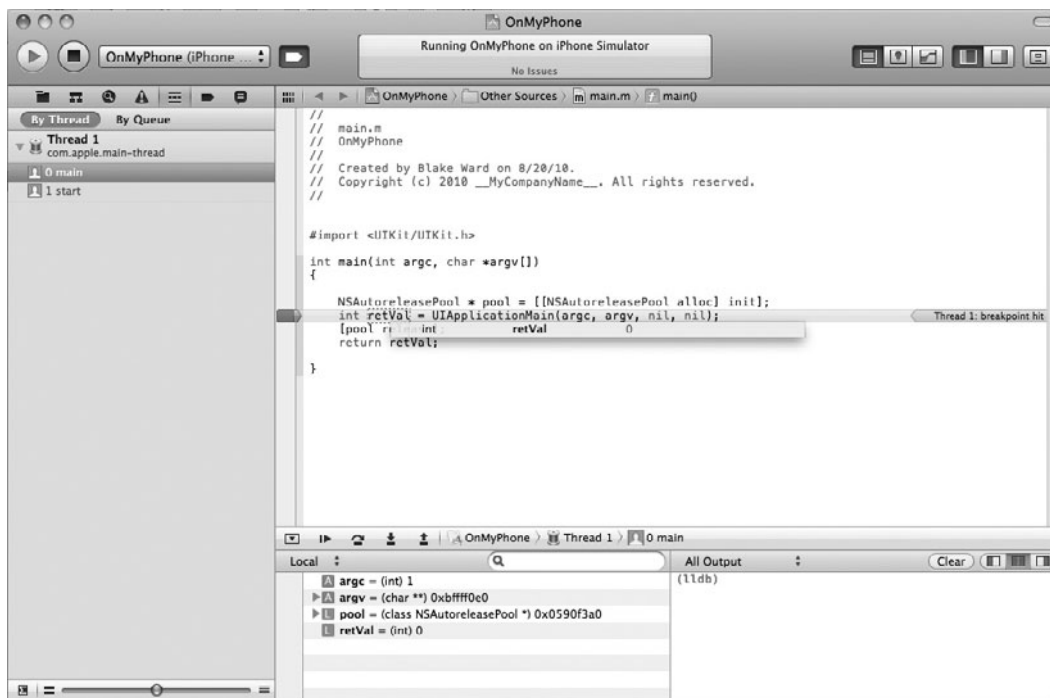 OnMyPhone
OnMyPhone (iPhone ...
Running OnMyPhone on iPhone Simulator
No Issues
By Thread By Queue
Thread 1
com.apple.main-thread
0 main
1 start
OnMyPhone Other Sources m main.m f main()
//
// main.m
// OnMyPhone
//
// Created by Blake Ward on 8/20/10.
// Copyright (c) 2010 __MyCompanyName__. All rights reserved.
//
#import <UIKit/UIKit.h>
int main(int argc, char *argv[])
{
NSAutoreleasePool * pool = [[NSAutoreleasePool alloc] init];
int retVal = UIApplicationMain(argc, argv, nil, nil);
Thread 1: breakpoint hit
[pool
int retVal 0
return retVal;
}
OnMyPhone Thread 1 0 main
Local
All Output
Clear
A argc = (int) 1
A argv = (char **) 0xbffff0e0
L pool = (class NSAutoreleasePool *) 0x0590f3a0
L retVal = (int) 0
(lldb)